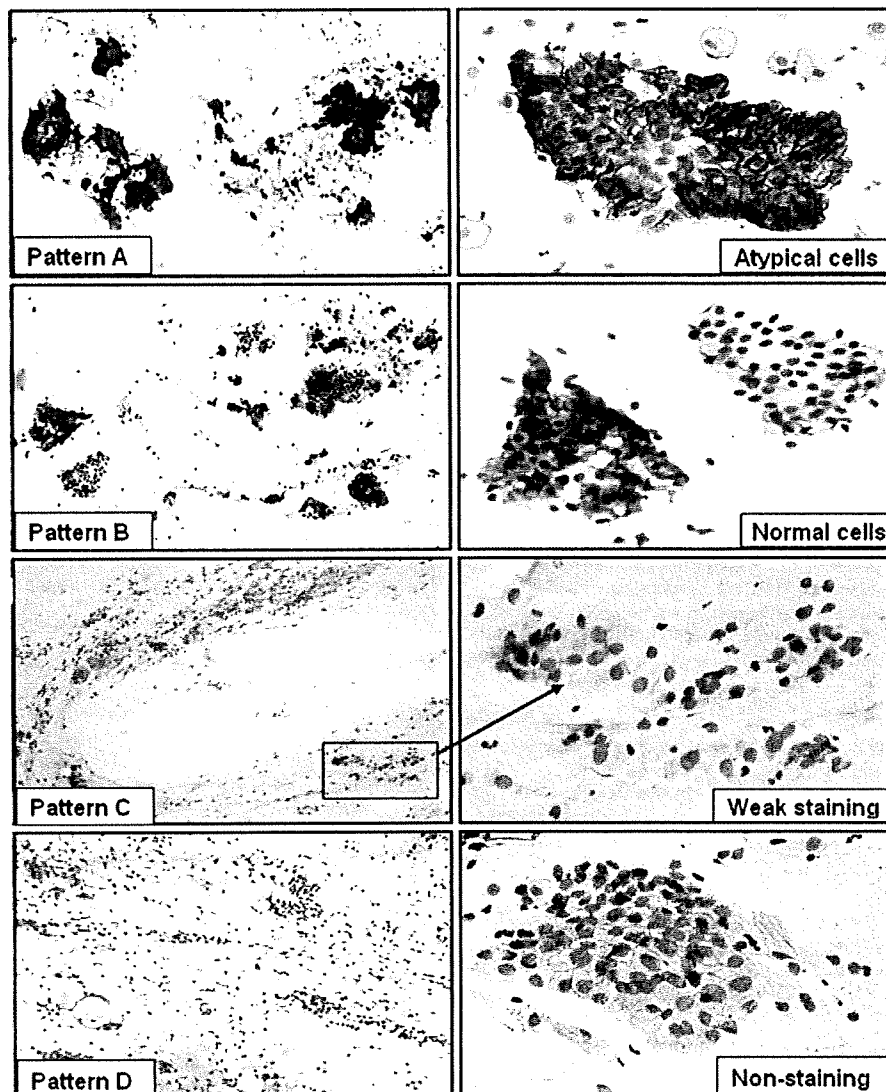 Pattern A
Atypical cells
Pattern B
Normal cells
Pattern C
Weak staining
Pattern D
Non-staining